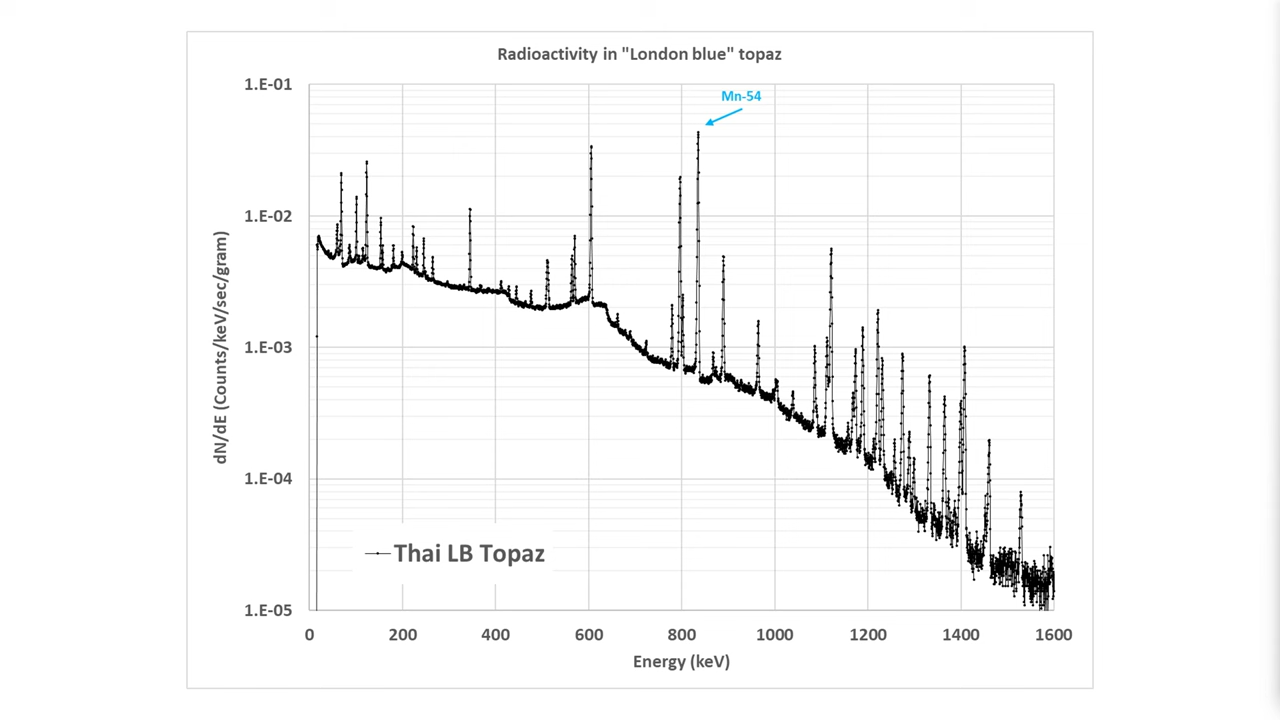 Radioactivity in "London blue" topaz
Mn-54
1.E-01
1.E-02
1.E-03
1.E-04
1.E-05
dN/dE (Counts/keV/sec/gram)
Thai LB Topaz
0 200 400 600 800 1000 1200 1400 1600
Energy (keV)